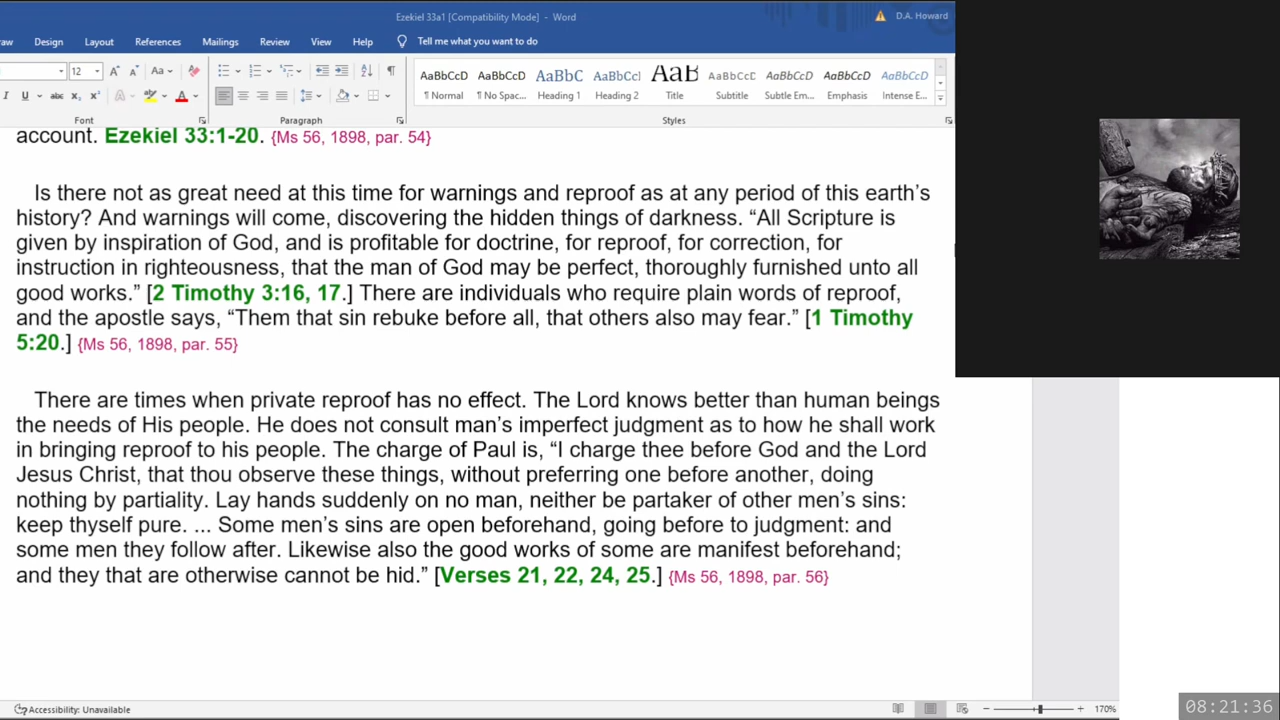 Ezekiel 33a1 [Compatibility Mode] - Word
D.A. Howard
aw Design Layout References Mailings Review View Help Tell me what you want to do
12 Aa
AaBbCcD AaBbCcD AaBbC AaBbCcC AaB AaBbCcD AaBbCcD AaBbCcD AaBbCcD
¶ Normal ¶ No Spac... Heading 1 Heading 2 Title Subtitle Subtle Em... Emphasis Intense E...
Font Paragraph Styles
account. Ezekiel 33:1-20. {Ms 56, 1898, par. 54}
Is there not as great need at this time for warnings and reproof as at any period of this earth’s
history? And warnings will come, discovering the hidden things of darkness. “All Scripture is
given by inspiration of God, and is profitable for doctrine, for reproof, for correction, for
instruction in righteousness, that the man of God may be perfect, thoroughly furnished unto all
good works.” [2 Timothy 3:16, 17.] There are individuals who require plain words of reproof,
and the apostle says, “Them that sin rebuke before all, that others also may fear.” [1 Timothy
5:20.] {Ms 56, 1898, par. 55}
There are times when private reproof has no effect. The Lord knows better than human beings
the needs of His people. He does not consult man’s imperfect judgment as to how he shall work
in bringing reproof to his people. The charge of Paul is, “I charge thee before God and the Lord
Jesus Christ, that thou observe these things, without preferring one before another, doing
nothing by partiality. Lay hands suddenly on no man, neither be partaker of other men’s sins:
keep thyself pure. ... Some men’s sins are open beforehand, going before to judgment: and
some men they follow after. Likewise also the good works of some are manifest beforehand;
and they that are otherwise cannot be hid.” [Verses 21, 22, 24, 25.] {Ms 56, 1898, par. 56}
Accessibility: Unavailable
170%
08:21:36